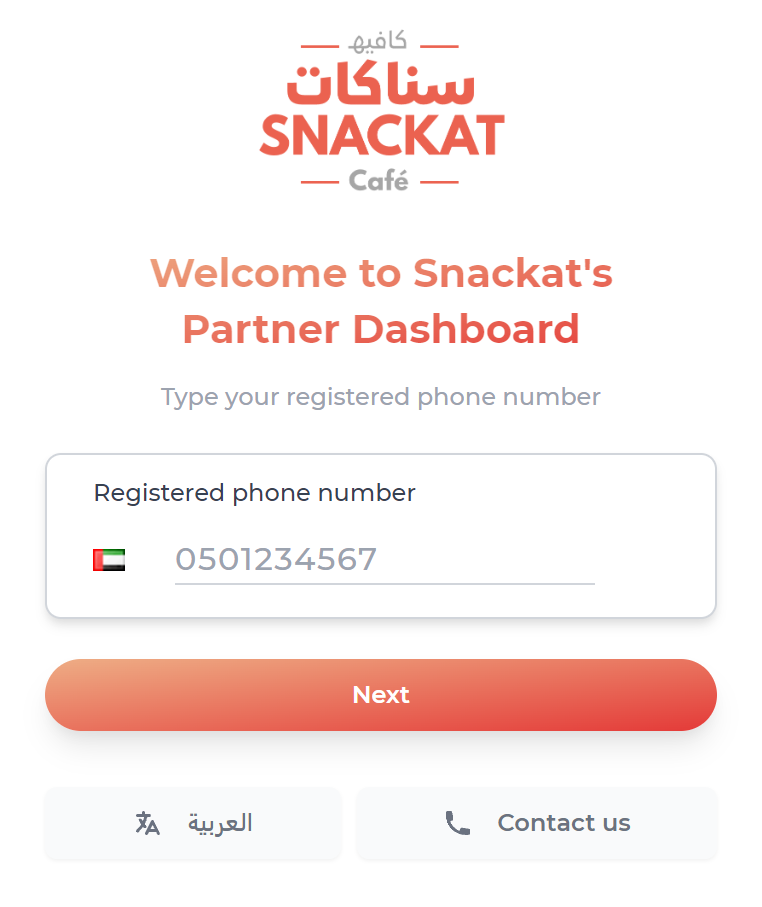 كافيه
سناكات
SNACKAT
Café
Welcome to Snackat's
Partner Dashboard
Type your registered phone number
Registered phone number
0501234567
Next
العربية
Contact us